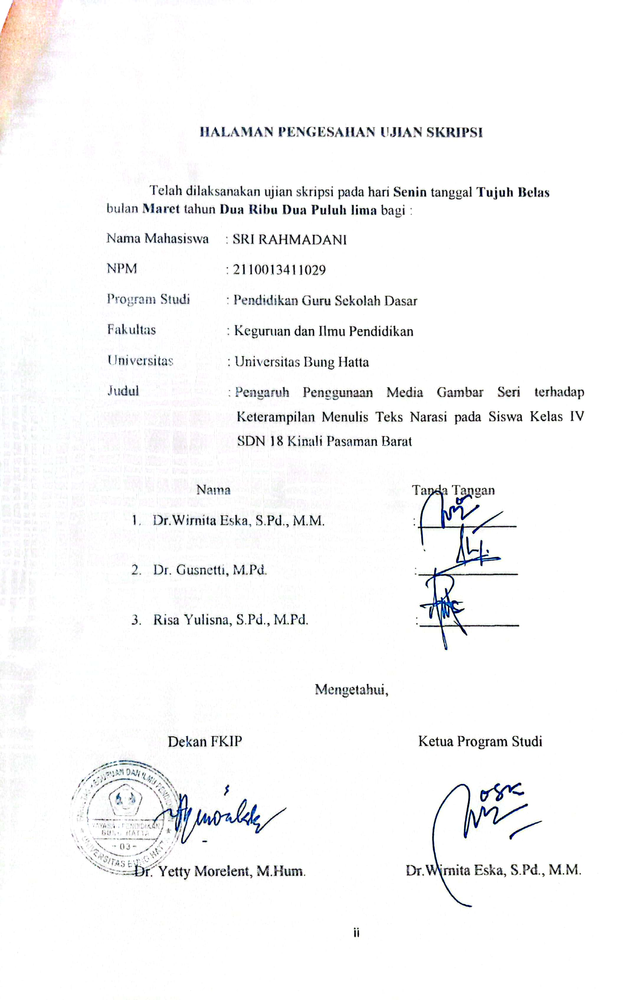 HALAMAN PENGESAHAN UJIAN SKRIPSI
Telah dilaksanakan ujian skripsi pada hari Senin tanggal Tujuh Belas
bulan Maret tahun Dua Ribu Dua Puluh lima bagi :
Nama Mahasiswa : SRI RAHMADANI
NPM : 2110013411029
Program Studi : Pendidikan Guru Sekolah Dasar
Fakultas : Keguruan dan Ilmu Pendidikan
Universitas : Universitas Bung Hatta
Judul : Pengaruh Penggunaan Media Gambar Seri terhadap
Keterampilan Menulis Teks Narasi pada Siswa Kelas IV
SDN 18 Kinali Pasaman Barat
Nama Tanda Tangan
1. Dr.Wirnita Eska, S.Pd., M.M. :
2. Dr. Gusnetti, M.Pd. :
3. Risa Yulisna, S.Pd., M.Pd. :
Mengetahui,
Dekan FKIP Ketua Program Studi
FAKULTAS KEGURUAN DAN ILMU PENDIDIKAN
YAYASAN PENDIDIKAN
BUNG HATTA
- 03 -
UNIVERSITAS BUNG HATTA
Dr. Yetty Morelent, M.Hum. Dr.Wirnita Eska, S.Pd., M.M.
ii